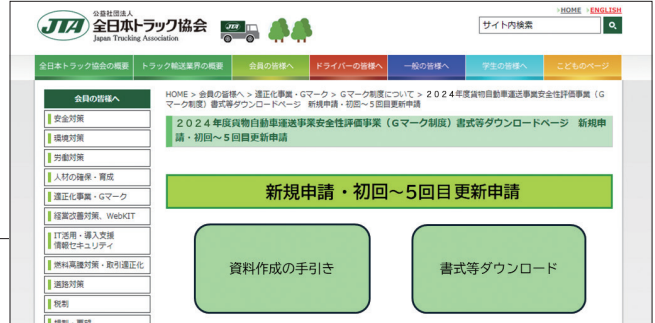 HOME ENGLISH
JTA
公益社団法人
全日本トラック協会
Japan Trucking Association
サイト内検索
全日本トラック協会の概要 トラック輸送業界の概要 会員の皆様へ ドライバーの皆様へ 一般の皆様へ 学生の皆様へ こどものページ
会員の皆様へ
安全対策
環境対策
労働対策
人材の確保・育成
適正化事業・Gマーク
経営改善対策、WebKIT
IT活用・導入支援
情報セキュリティ
燃料高騰対策・取引適正化
道路対策
税制
HOME > 会員の皆様へ > 適正化事業・Gマーク > Gマーク制度について > 2024年度貨物自動車運送事業安全性評価事業（G
マーク制度）書式等ダウンロードページ 新規申請・初回～5回目更新申請
2024年度貨物自動車運送事業安全性評価事業（Gマーク制度）書式等ダウンロードページ 新規申
請・初回～5回目更新申請
新規申請・初回～5回目更新申請
資料作成の手引き
書式等ダウンロード